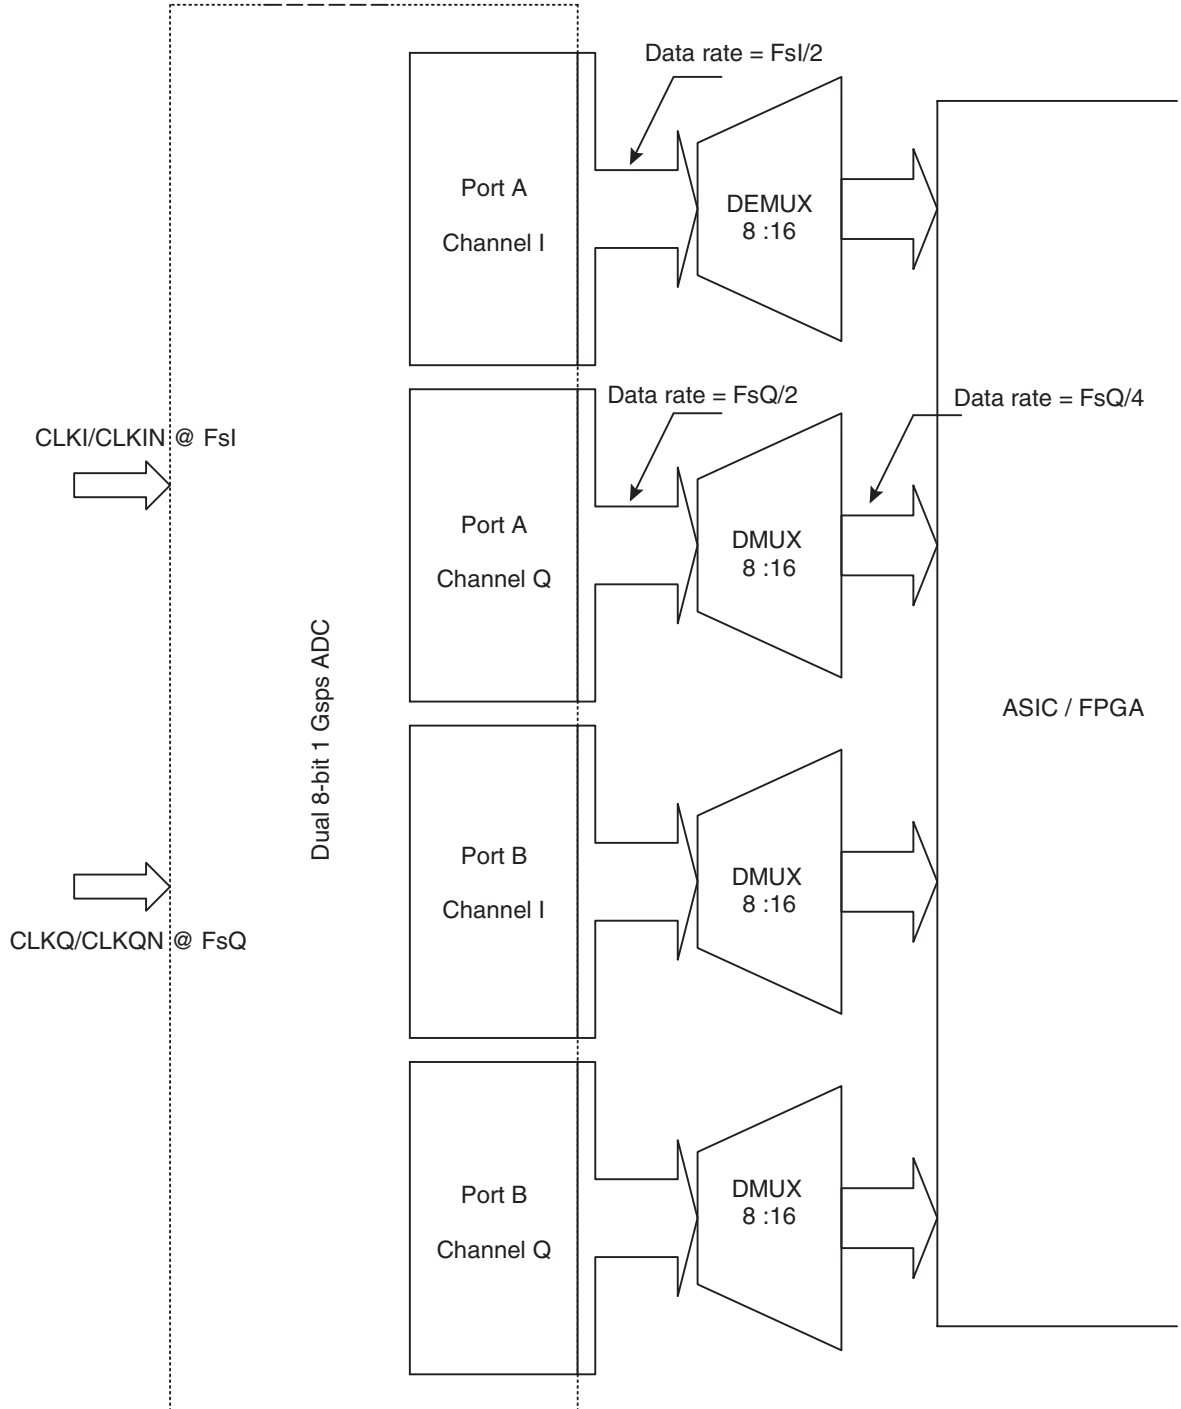 Data rate = FsI/2
Port A
Channel I
DEMUX
8 :16
Data rate = FsQ/2
Data rate = FsQ/4
CLKI/CLKIN @ FsI
Port A
Channel Q
DMUX
8 :16
Dual 8-bit 1 Gsps ADC
ASIC / FPGA
Port B
Channel I
DMUX
8 :16
CLKQ/CLKQN @ FsQ
Port B
Channel Q
DMUX
8 :16